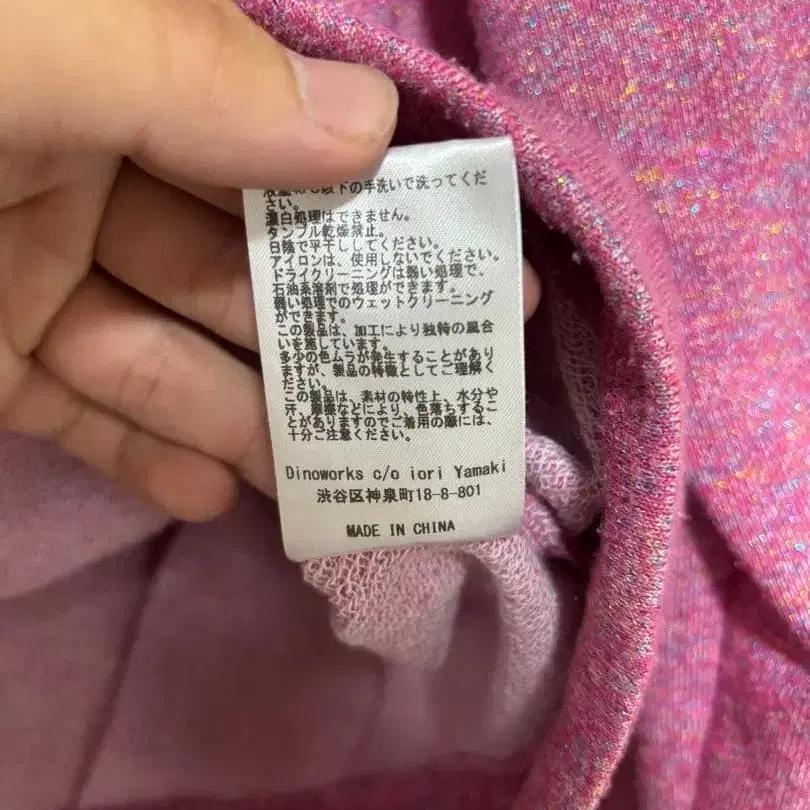 以下の手洗いで洗ってくだ
さい。
漂白処理はできません。
タンブル乾燥禁止。
日陰で平干ししてください。
アイロンは、使用しないでください。
ドライクリーニングは弱い処理で、
石油系溶剤で処理ができます。
弱い処理でのウェットクリーニング
ができます。
この製品は、加工により独特の風合
いを施しています。
多少の色ムラが発生することがあり
ますが、製品の特徴としてご理解く
ださい。
この製品は、素材の特性上、水分や
汗、摩擦などにより、色落ちするこ
とがありますのでご着用の際には、
十分ご注意ください。
Dinoworks c/o iori Yamaki
渋谷区神泉町18-8-801
MADE IN CHINA